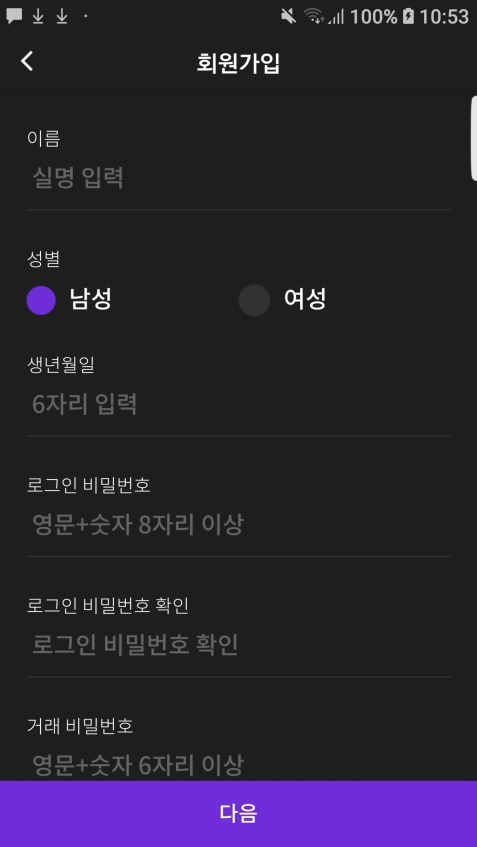 100% 10:53
회원가입
이름
실명 입력
성별
남성 여성
생년월일
6자리 입력
로그인 비밀번호
영문+숫자 8자리 이상
로그인 비밀번호 확인
로그인 비밀번호 확인
거래 비밀번호
영문+숫자 6자리 이상
다음